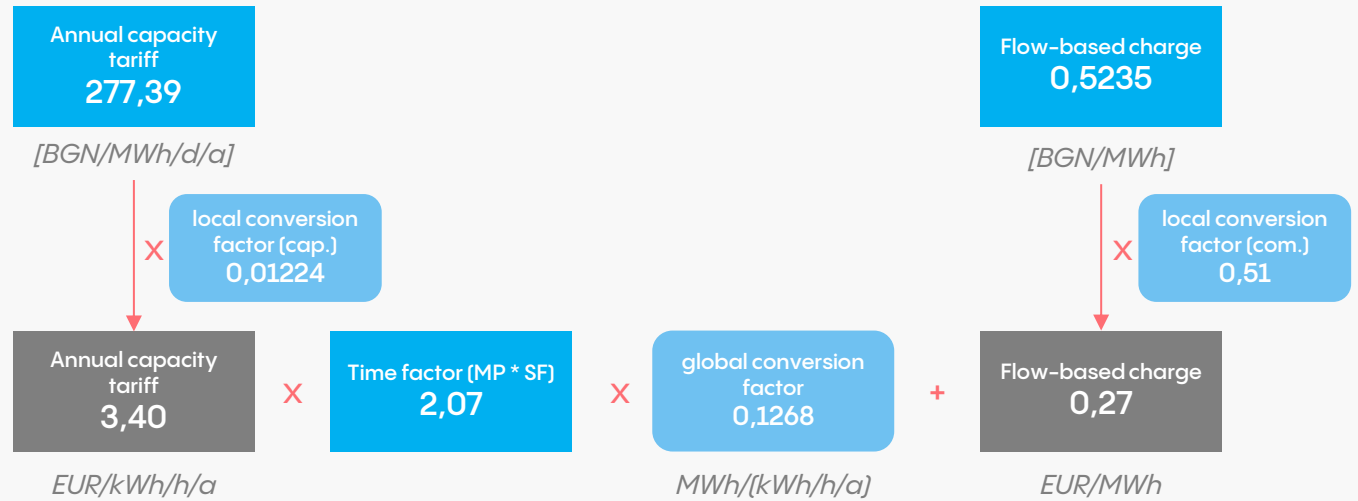 Annual capacity
tariff
277,39
[BGN/MWh/d/a]
Flow-based charge
0,5235
[BGN/MWh]
X
local conversion
factor (cap.)
0,01224
X
local conversion
factor (com.)
0,51
Annual capacity
tariff
3,40
EUR/kWh/h/a
X
Time factor (MP * SF)
2,07
X
global conversion
factor
0,1268
MWh/(kWh/h/a)
+
Flow-based charge
0,27
EUR/MWh